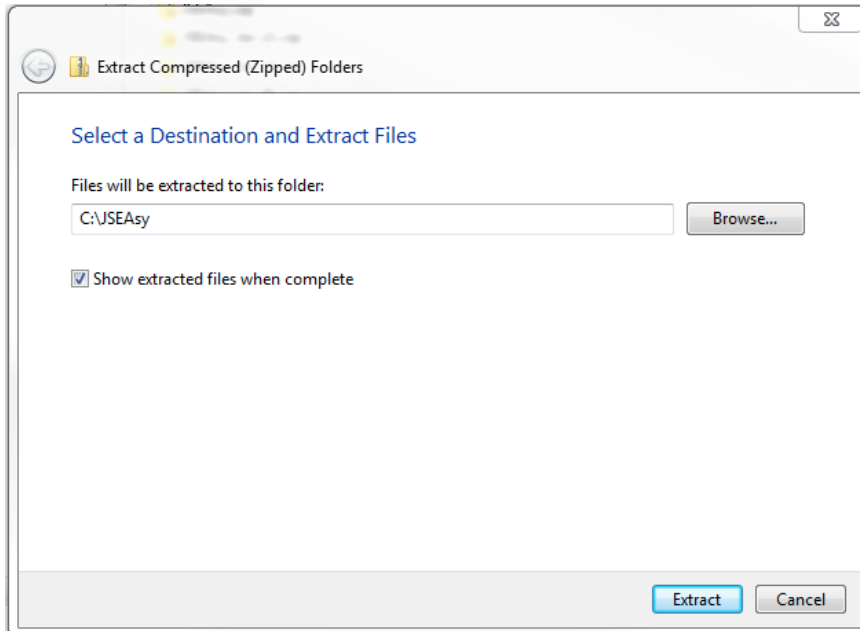 Extract Compressed (Zipped) Folders
Select a Destination and Extract Files
Files will be extracted to this folder:
C:\JSEAsy
Browse...
Show extracted files when complete
Extract
Cancel